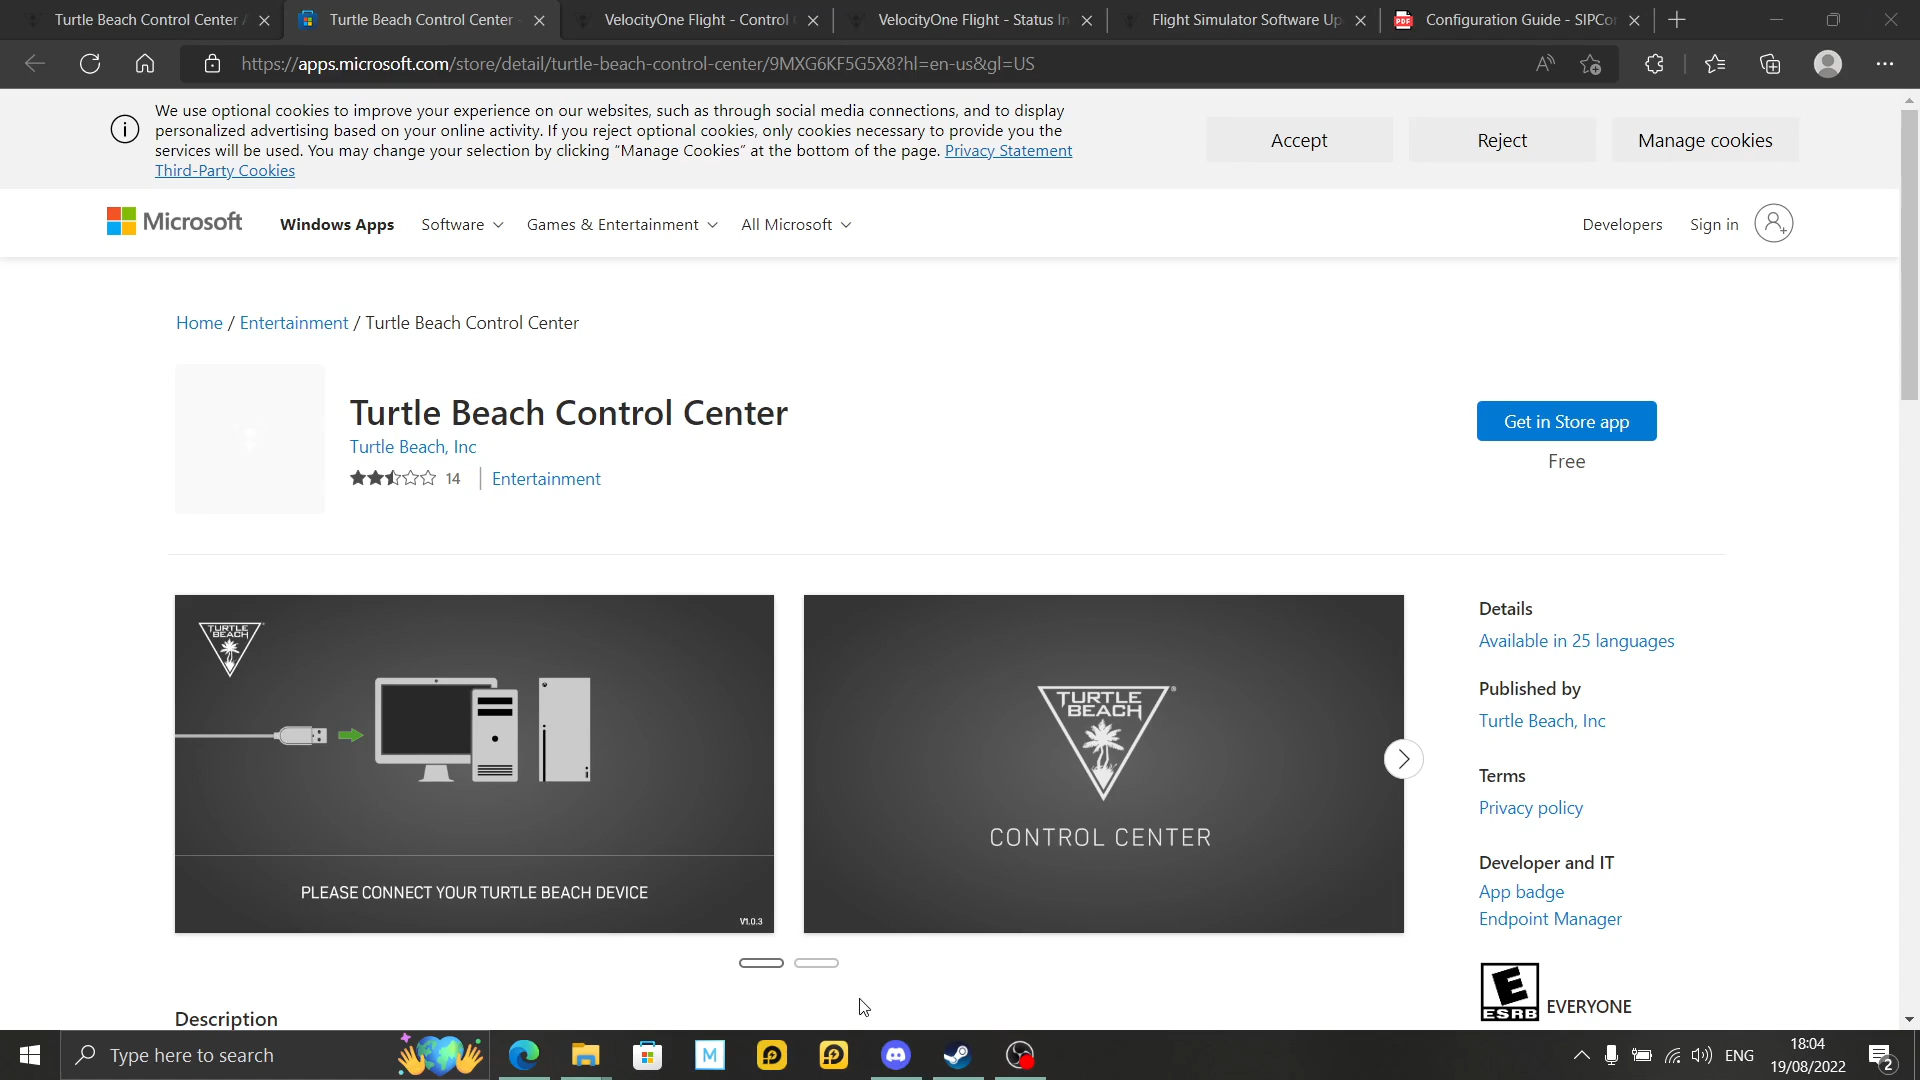 Turtle Beach Control Center
Turtle Beach Control Center
VelocityOne Flight - Control
VelocityOne Flight - Status In
Flight Simulator Software Up
PDF
Configuration Guide - SIPCo
https://apps.microsoft.com/store/detail/turtle-beach-control-center/9MXG6KF5G5X8?hl=en-us&gl=US
We use optional cookies to improve your experience on our websites, such as through social media connections, and to display
personalized advertising based on your online activity. If you reject optional cookies, only cookies necessary to provide you the
services will be used. You may change your selection by clicking "Manage Cookies" at the bottom of the page. Privacy Statement
Third-Party Cookies
Accept
Reject
Manage cookies
Microsoft
Windows Apps
Software
Games & Entertainment
All Microsoft
Developers
Sign in
Home / Entertainment / Turtle Beach Control Center
Turtle Beach Control Center
Turtle Beach, Inc
14
Entertainment
Get in Store app
Free
TURTLE
BEACH
PLEASE CONNECT YOUR TURTLE BEACH DEVICE
V1.0.3
TURTLE
BEACH
CONTROL CENTER
Details
Available in 25 languages
Published by
Turtle Beach, Inc
Terms
Privacy policy
Developer and IT
App badge
Endpoint Manager
E
ESRB
EVERYONE
Description
Type here to search
M
ENG
18:04
19/08/2022
2